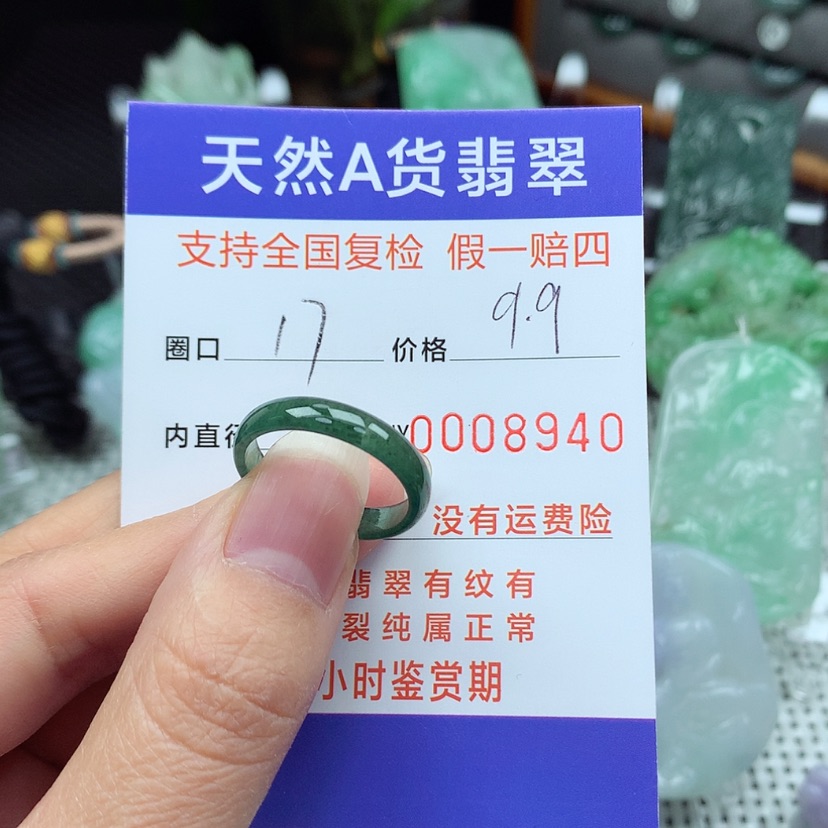 天然A货翡翠
支持全国复检 假一赔四
圈口 17 价格 9.9
内直 0008940
没有运费险
翡翠有纹有
裂纯属正常
小时鉴赏期